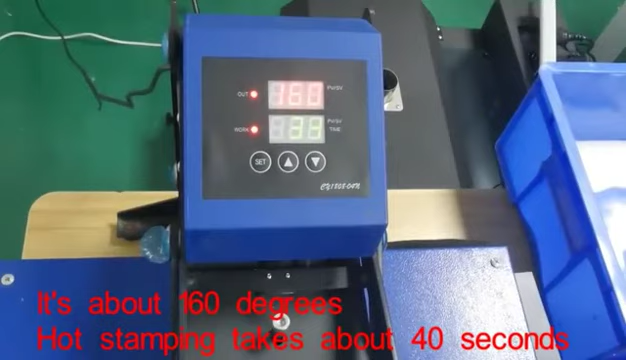 OUT
160
PV/SV
WORK
31
PV/SV
TIME
SET
It's about 160 degrees
Hot stamping takes about 40 seconds